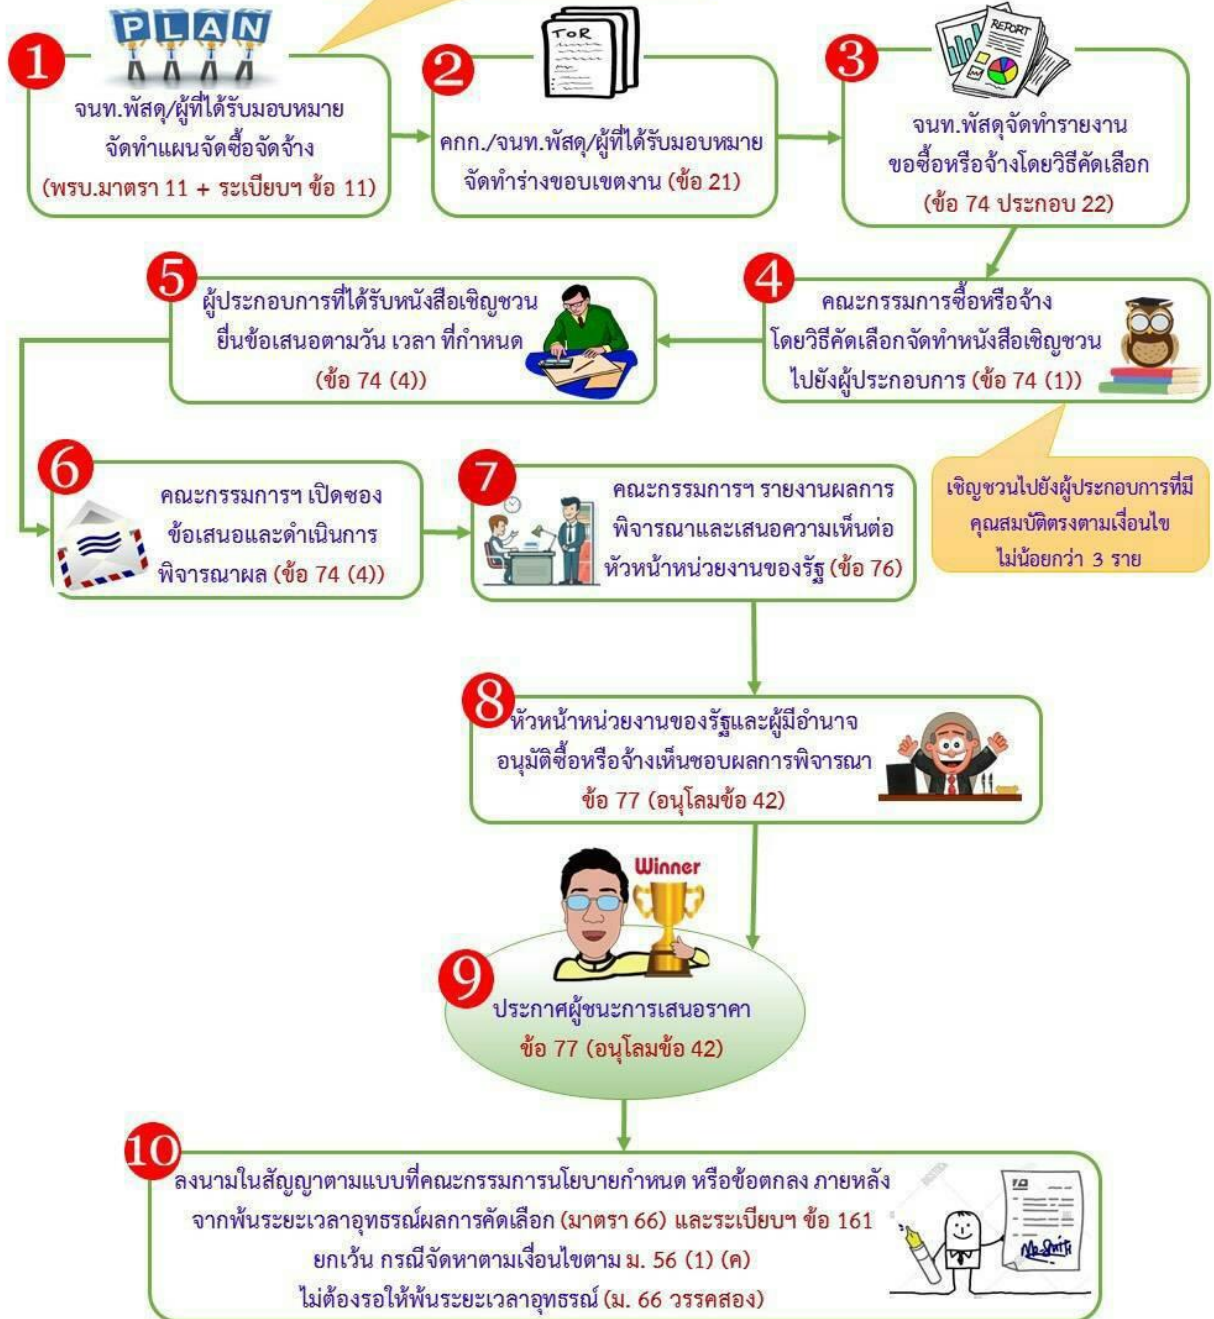 1
PLAN
จนท.พัสดุ/ผู้ที่ได้รับมอบหมาย
จัดทำแผนจัดซื้อจัดจ้าง
(พรบ.มาตรา 11 + ระเบียบฯ ข้อ 11)
2
TOR
คกก./จนท.พัสดุ/ผู้ที่ได้รับมอบหมาย
จัดทำร่างขอบเขตงาน (ข้อ 21)
3
REPORT
จนท.พัสดุจัดทำรายงาน
ขอซื้อหรือจ้างโดยวิธีคัดเลือก
(ข้อ 74 ประกอบ 22)
4
คณะกรรมการซื้อหรือจ้าง
โดยวิธีคัดเลือกจัดทำหนังสือเชิญชวน
ไปยังผู้ประกอบการ (ข้อ 74 (1))
เชิญชวนไปยังผู้ประกอบการที่มี
คุณสมบัติตรงตามเงื่อนไข
ไม่น้อยกว่า 3 ราย
5
ผู้ประกอบการที่ได้รับหนังสือเชิญชวน
ยื่นข้อเสนอตามวัน เวลา ที่กำหนด
(ข้อ 74 (4))
6
คณะกรรมการฯ เปิดซอง
ข้อเสนอและดำเนินการ
พิจารณาผล (ข้อ 74 (4))
7
คณะกรรมการฯ รายงานผลการ
พิจารณาและเสนอความเห็นต่อ
หัวหน้าหน่วยงานของรัฐ (ข้อ 76)
8
หัวหน้าหน่วยงานของรัฐและผู้มีอำนาจ
อนุมัติซื้อหรือจ้างเห็นชอบผลการพิจารณา
ข้อ 77 (อนุโลมข้อ 42)
Winner
9
ประกาศผู้ชนะการเสนอราคา
ข้อ 77 (อนุโลมข้อ 42)
10
ลงนามในสัญญาตามแบบที่คณะกรรมการนโยบายกำหนด หรือข้อตกลง ภายหลัง
จากพ้นระยะเวลาอุทธรณ์ผลการคัดเลือก (มาตรา 66) และระเบียบฯ ข้อ 161
ยกเว้น กรณีจัดหาตามเงื่อนไขตาม ม. 56 (1) (ค)
ไม่ต้องรอให้พ้นระยะเวลาอุทธรณ์ (ม. 66 วรรคสอง)